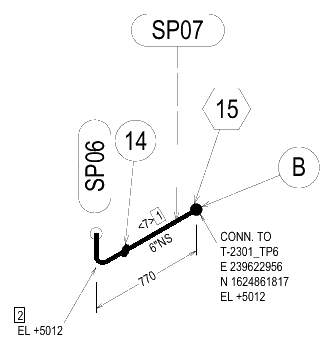 SP07
SP06
14
15
B
<7> 1
6"NS
770
CONN. TO
T-2301_TP6
E 239622956
N 1624861817
EL +5012
2
EL +5012